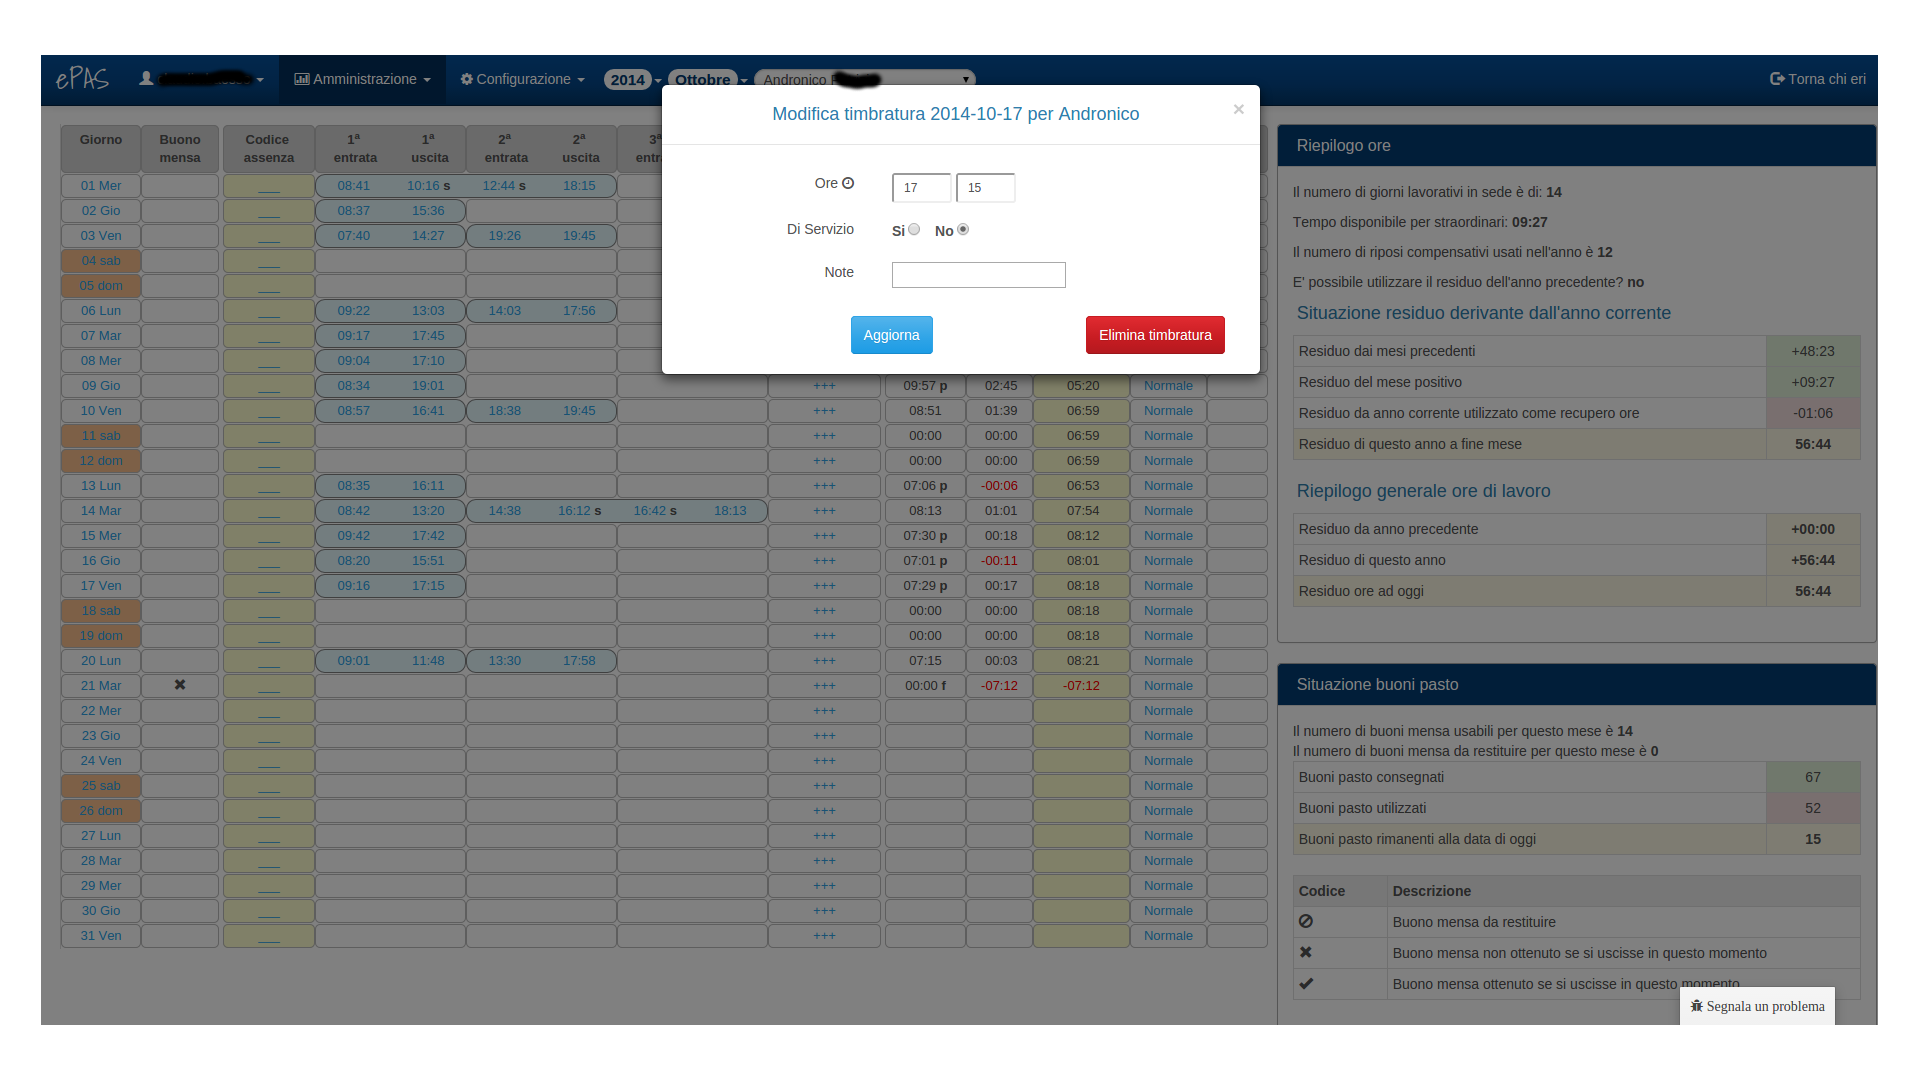 ePAS Amministrazione Configurazione 2014 Ottobre Andronico Torna chi eri
Modifica timbratura 2014-10-17 per Andronico ×
Ore 17 15
Di Servizio Si No
Note
Aggiorna Elimina timbratura
Giorno Buono mensa Codice assenza 1ª entrata 1ª uscita 2ª entrata 2ª uscita 3ª
01 Mer ___ 08:41 10:16 s 12:44 s 18:15
02 Gio ___ 08:37 15:36
03 Ven ___ 07:40 14:27 19:26 19:45
04 sab ___
05 dom ___
06 Lun ___ 09:22 13:03 14:03 17:56
07 Mar ___ 09:17 17:45
08 Mer ___ 09:04 17:10
09 Gio ___ 08:34 19:01 +++ 09:57 p 02:45 05:20 Normale
10 Ven ___ 08:57 16:41 18:38 19:45 +++ 08:51 01:39 06:59 Normale
11 sab ___ +++ 00:00 00:00 06:59 Normale
12 dom ___ +++ 00:00 00:00 06:59 Normale
13 Lun ___ 08:35 16:11 +++ 07:06 p -00:06 06:53 Normale
14 Mar ___ 08:42 13:20 14:38 16:12 s 16:42 s 18:13 +++ 08:13 01:01 07:54 Normale
15 Mer ___ 09:42 17:42 +++ 07:30 p 00:18 08:12 Normale
16 Gio ___ 08:20 15:51 +++ 07:01 p -00:11 08:01 Normale
17 Ven ___ 09:16 17:15 +++ 07:29 p 00:17 08:18 Normale
18 sab ___ +++ 00:00 00:00 08:18 Normale
19 dom ___ +++ 00:00 00:00 08:18 Normale
20 Lun ___ 09:01 11:48 13:30 17:58 +++ 07:15 00:03 08:21 Normale
21 Mar ✖ ___ +++ 00:00 f -07:12 -07:12 Normale
22 Mer ___ +++ Normale
23 Gio ___ +++ Normale
24 Ven ___ +++ Normale
25 sab ___ +++ Normale
26 dom ___ +++ Normale
27 Lun ___ +++ Normale
28 Mar ___ +++ Normale
29 Mer ___ +++ Normale
30 Gio ___ +++ Normale
31 Ven ___ +++ Normale
Riepilogo ore
Il numero di giorni lavorativi in sede è di: 14
Tempo disponibile per straordinari: 09:27
Il numero di riposi compensativi usati nell'anno è 12
E' possibile utilizzare il residuo dell'anno precedente? no
Situazione residuo derivante dall'anno corrente
Residuo dai mesi precedenti +48:23
Residuo del mese positivo +09:27
Residuo da anno corrente utilizzato come recupero ore -01:06
Residuo di questo anno a fine mese 56:44
Riepilogo generale ore di lavoro
Residuo da anno precedente +00:00
Residuo di questo anno +56:44
Residuo ore ad oggi 56:44
Situazione buoni pasto
Il numero di buoni mensa usabili per questo mese è 14
Il numero di buoni mensa da restituire per questo mese è 0
Buoni pasto consegnati 67
Buoni pasto utilizzati 52
Buoni pasto rimanenti alla data di oggi 15
Codice Descrizione
Buono mensa da restituire
✖ Buono mensa non ottenuto se si uscisse in questo momento
✔ Buono mensa ottenuto se si uscisse in questo momento
Segnala un problema